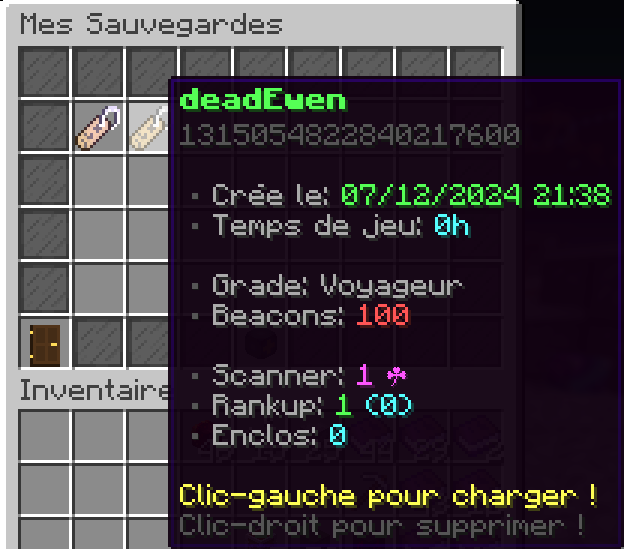 Mes Sauvegardes
deadEwen
1315054822840217600
• Crée le: 07/12/2024 21:38
• Temps de jeu: 0h
• Grade: Voyageur
• Beacons: 100
• Scanner: 1 ☘
• Rankup: 1 (0)
• Enclos: 0
Inventaire
Clic-gauche pour charger !
Clic-droit pour supprimer !